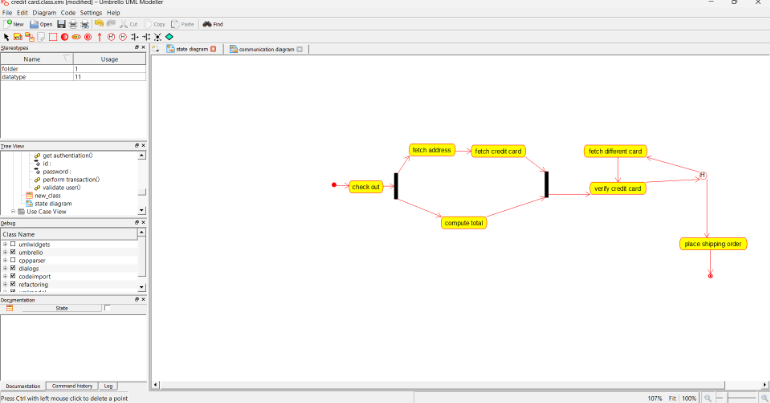 credit card.class.xmi [modified] – Umbrello UML Modeller
File Edit Diagram Code Settings Help
New Open Cut Copy Paste Find
Stereotypes
Name Usage
folder 1
datatype 11
state diagram
communication diagram
Tree View
get authentiation()
id :
password :
perform transaction()
validate user()
new_class
state diagram
Use Case View
Debug
Class Name
umlwidgets
umbrello
cppparser
dialogs
codeimport
refactoring
Documentation
State
Documentation Command history Log
check out
fetch address
fetch credit card
compute total
fetch different card
verify credit card
H
place shipping order
Press Ctrl with left mouse click to delete a point
107% Fit 100%